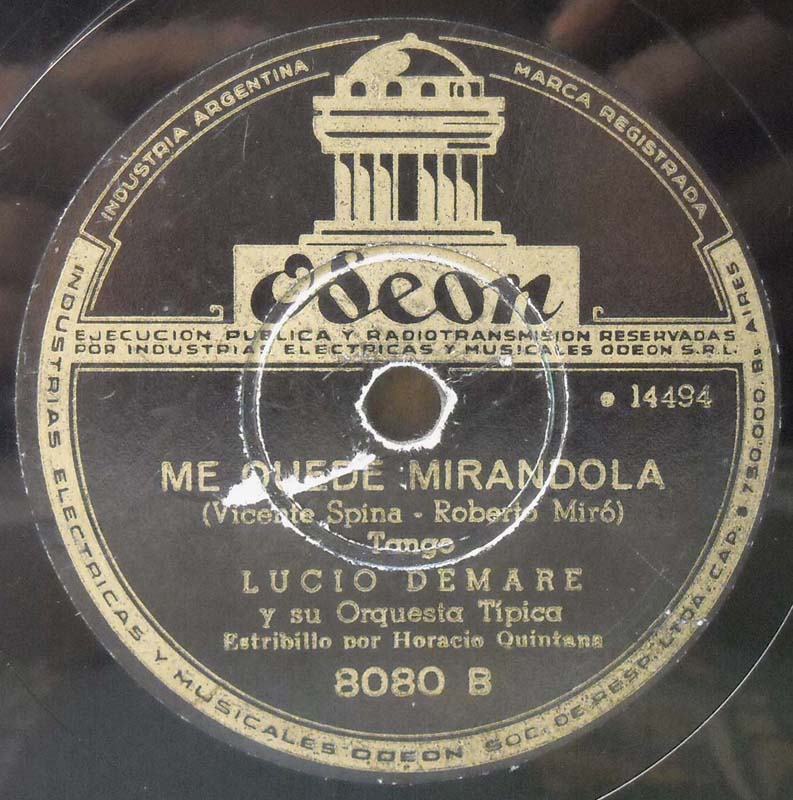 INDUSTRIA ARGENTINA
MARCA REGISTRADA
Odeon
EJECUCION PUBLICA Y RADIOTRANSMISION RESERVADAS
POR INDUSTRIAS ELECTRICAS Y MUSICALES ODEON S.R.L.
14494
ME QUEDE MIRANDOLA
(Vicente Spina - Roberto Miró)
Tango
LUCIO DEMARE
y su Orquesta Típica
Estribillo por Horacio Quintana
8080 B
INDUSTRIAS ELECTRICAS Y MUSICALES ODEON SOC. DE RESP. LTDA. CAP. $ 750.000. B. AIRES